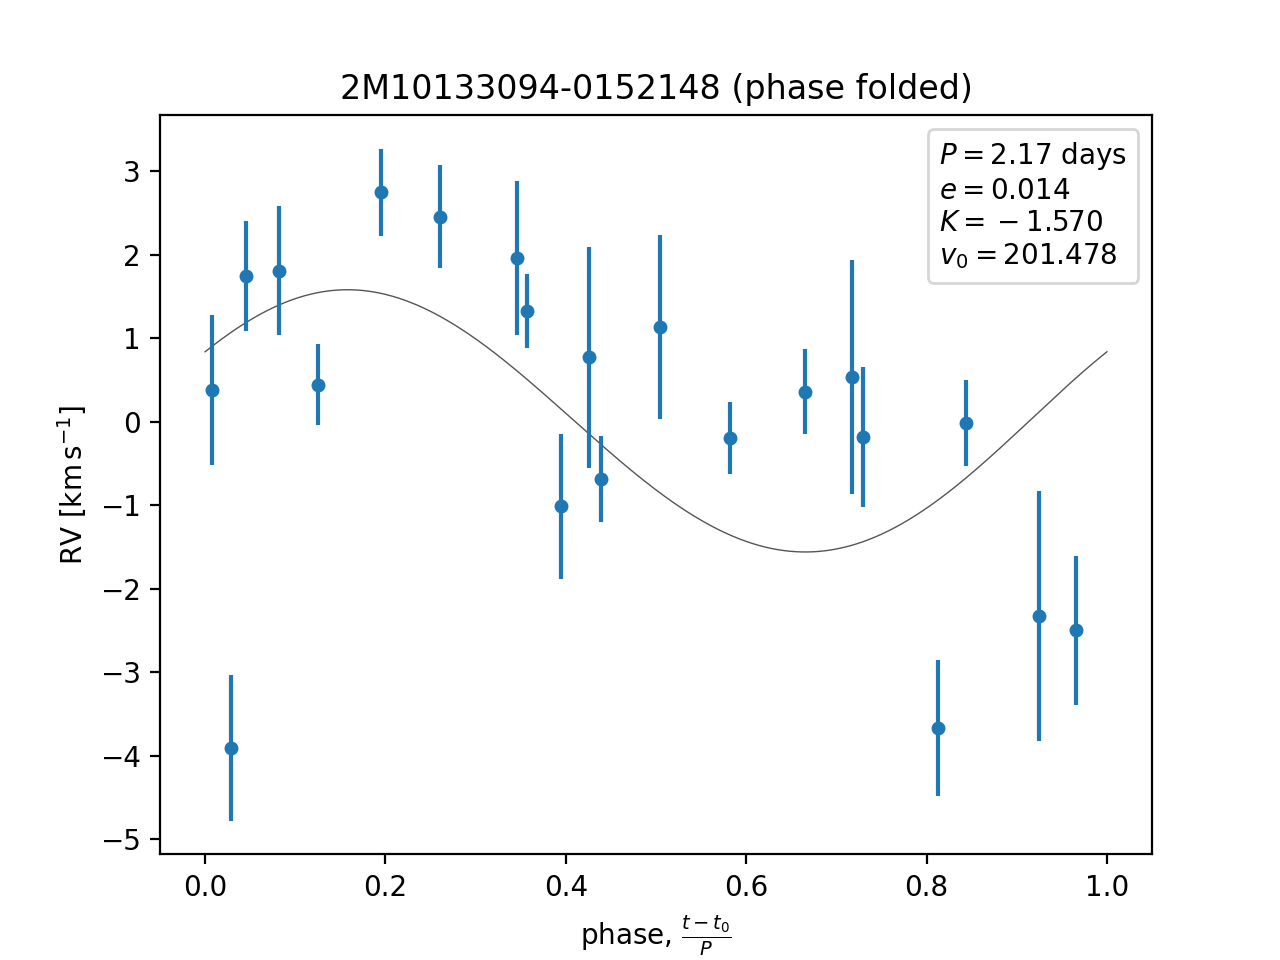 2M10133094-0152148 (phase folded)
P = 2.17 days
e = 0.014
K = −1.570
v₀ = 201.478
3
2
1
0
−1
−2
−3
−4
−5
RV [km s⁻¹]
0.0 0.2 0.4 0.6 0.8 1.0
phase, (t − t₀)/P